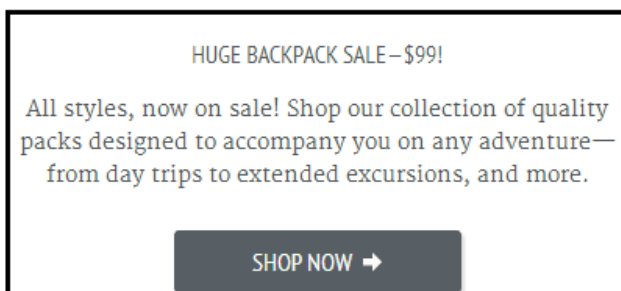 HUGE BACKPACK SALE–$99!
All styles, now on sale! Shop our collection of quality
packs designed to accompany you on any adventure—
from day trips to extended excursions, and more.
SHOP NOW